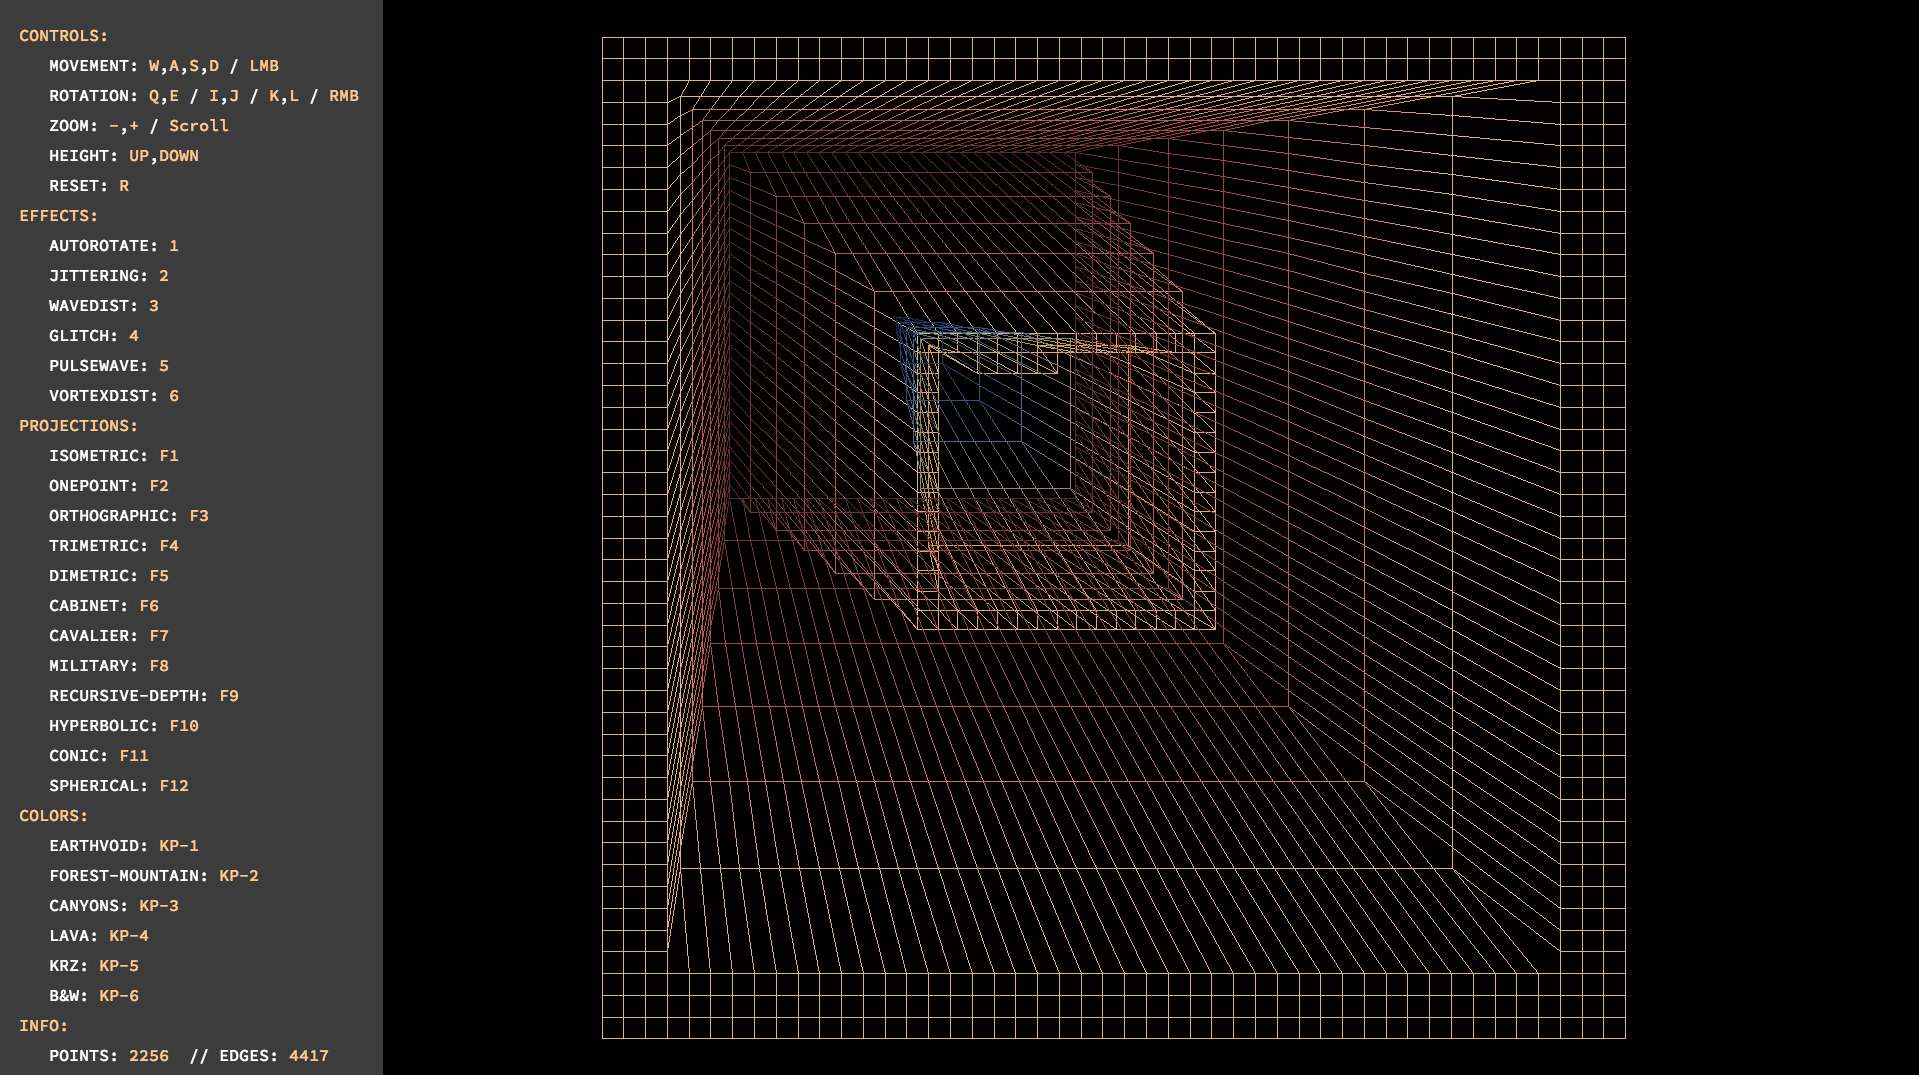 CONTROLS:
MOVEMENT: W,A,S,D / LMB
ROTATION: Q,E / I,J / K,L / RMB
ZOOM: -,+ / Scroll
HEIGHT: UP,DOWN
RESET: R
EFFECTS:
AUTOROTATE: 1
JITTERING: 2
WAVEDIST: 3
GLITCH: 4
PULSEWAVE: 5
VORTEXDIST: 6
PROJECTIONS:
ISOMETRIC: F1
ONEPOINT: F2
ORTHOGRAPHIC: F3
TRIMETRIC: F4
DIMETRIC: F5
CABINET: F6
CAVALIER: F7
MILITARY: F8
RECURSIVE-DEPTH: F9
HYPERBOLIC: F10
CONIC: F11
SPHERICAL: F12
COLORS:
EARTHVOID: KP-1
FOREST-MOUNTAIN: KP-2
CANYONS: KP-3
LAVA: KP-4
KRZ: KP-5
B&W: KP-6
INFO:
POINTS: 2256 // EDGES: 4417